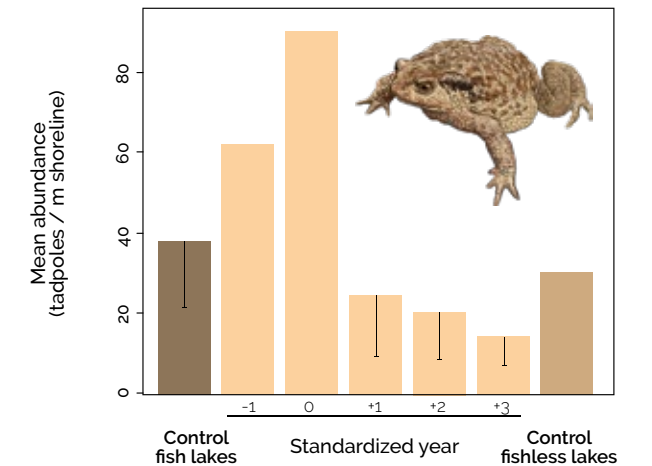 Mean abundance
(tadpoles / m shoreline)
80
60
40
20
0
-1 0 +1 +2 +3
Control
fish lakes
Standardized year
Control
fishless lakes